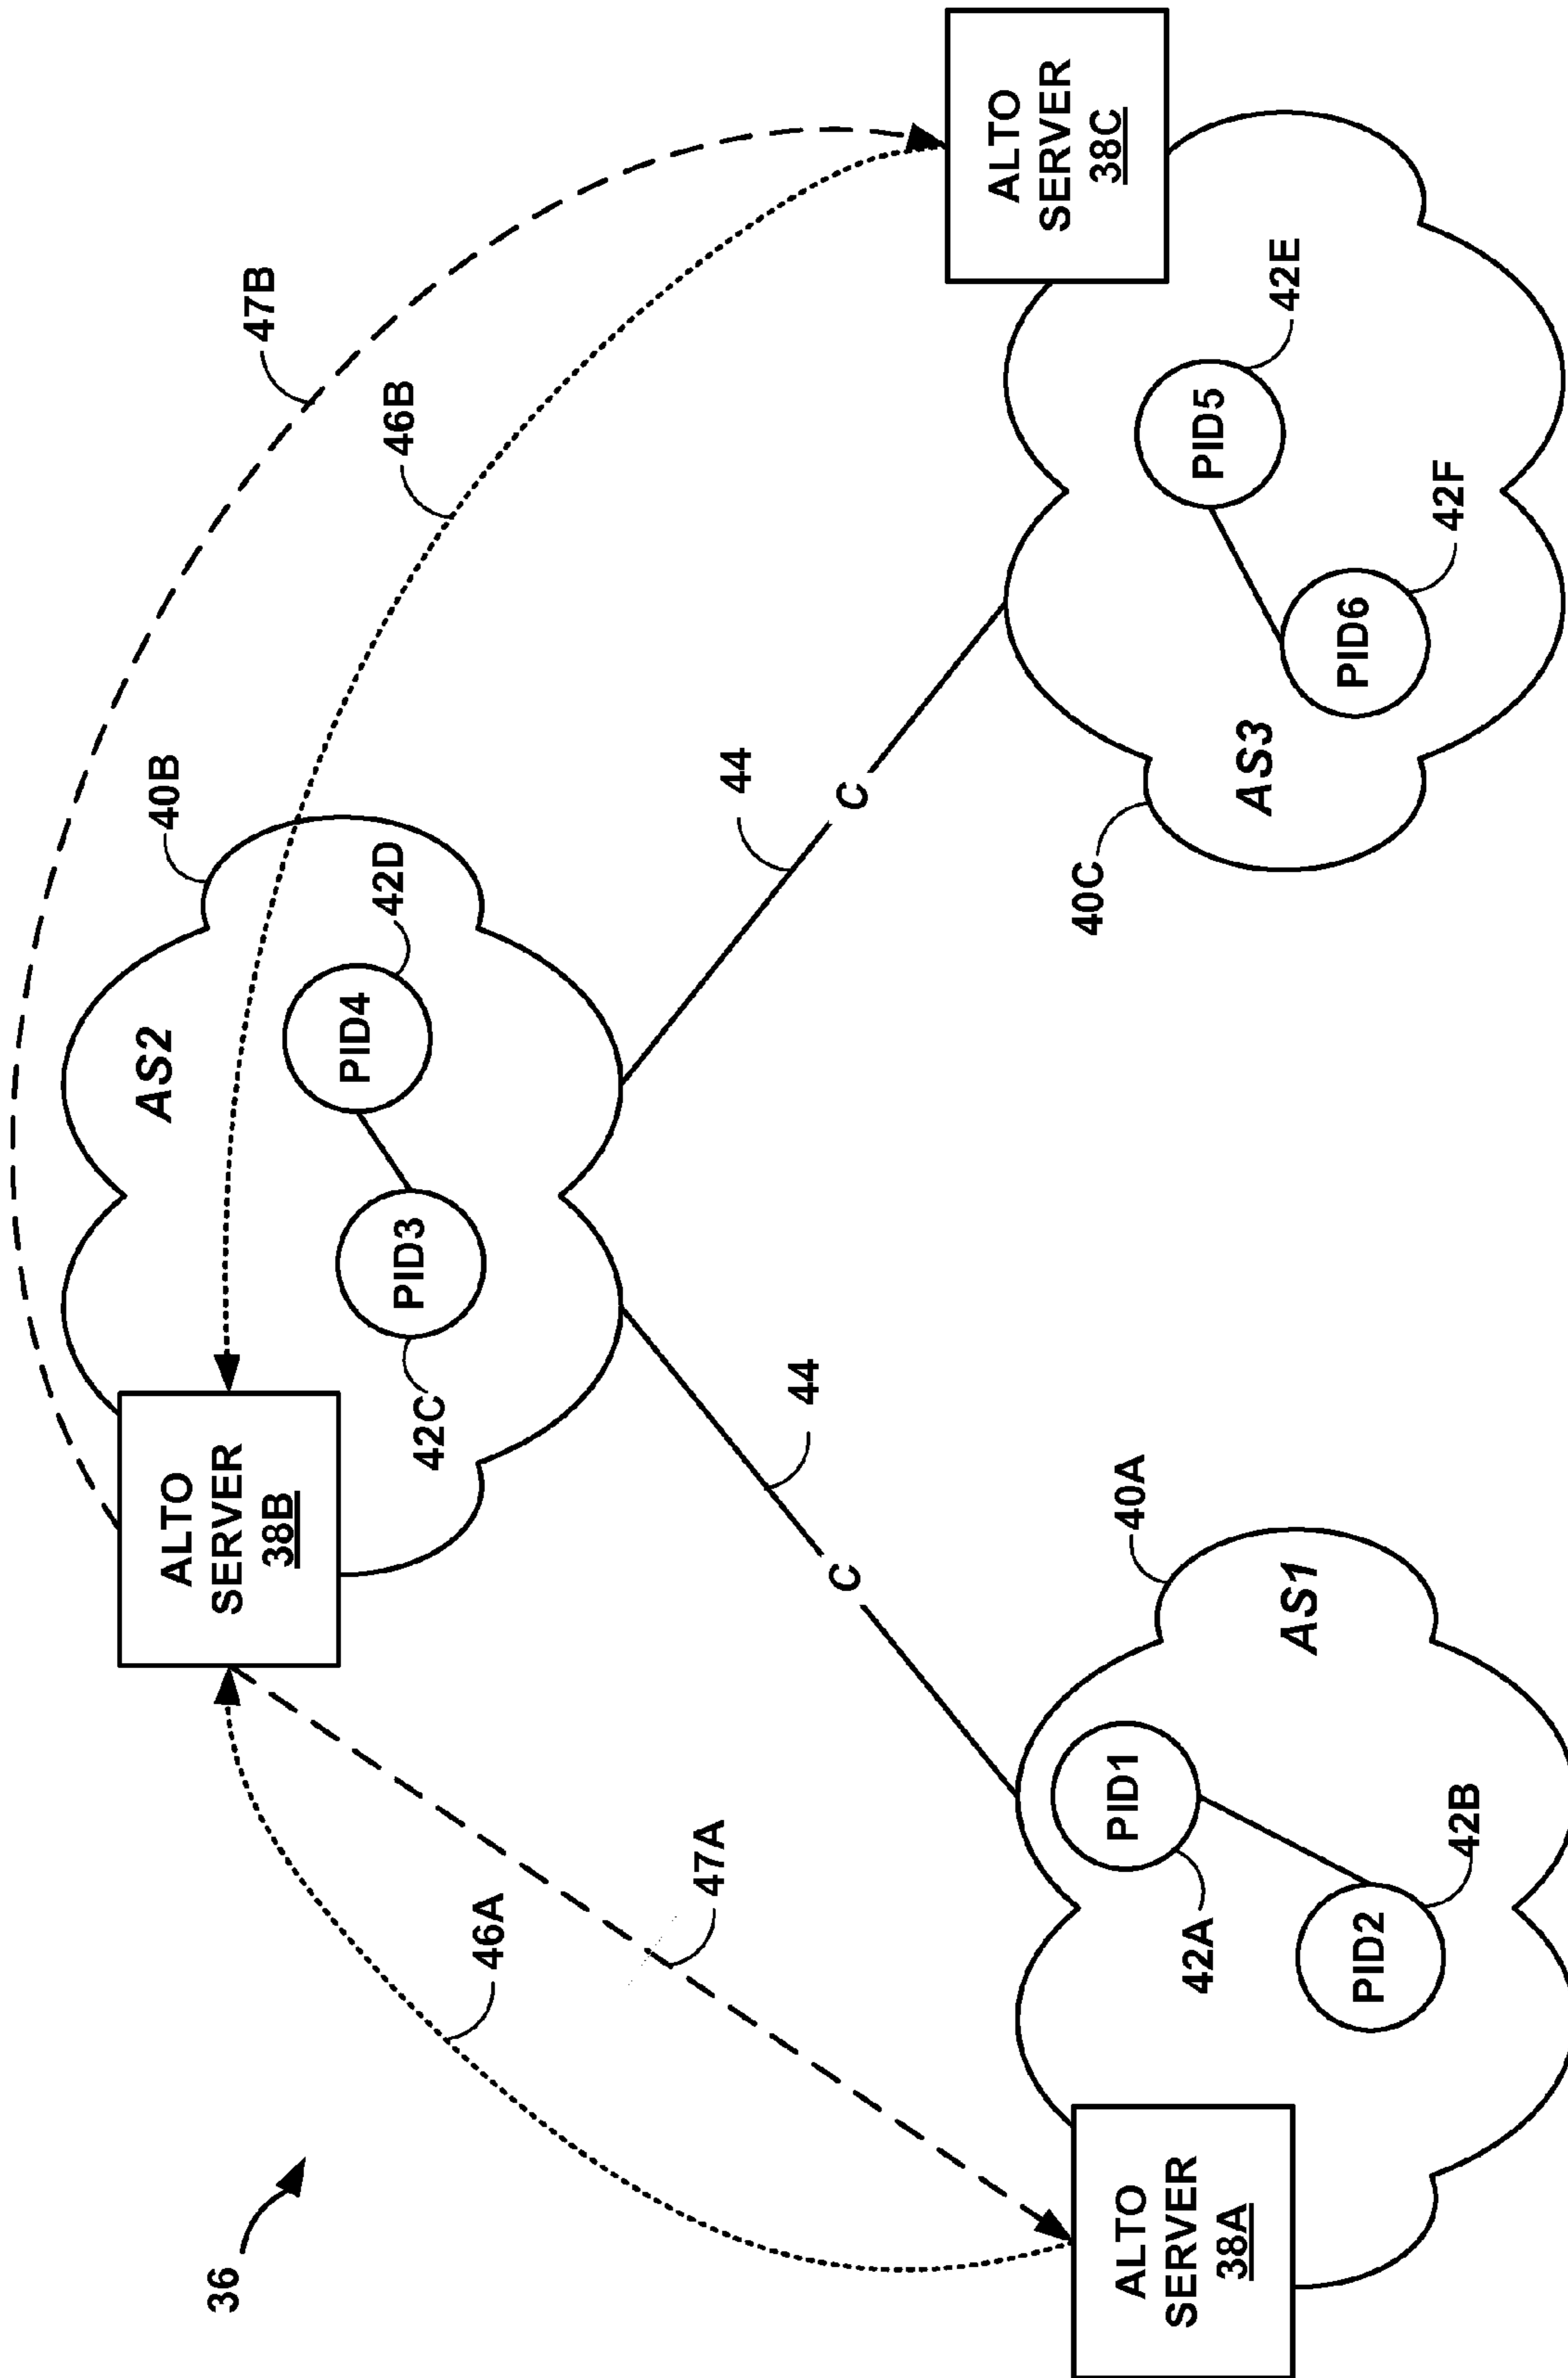 36
ALTO
SERVER
38B
47B
46B
40B
AS2
PID4
42D
PID3
42C
46A
47A
44
C
44
C
ALTO
SERVER
38A
40A
AS1
PID1
42A
PID2
42B
ALTO
SERVER
38C
40C
AS3
PID5
42E
PID6
42F